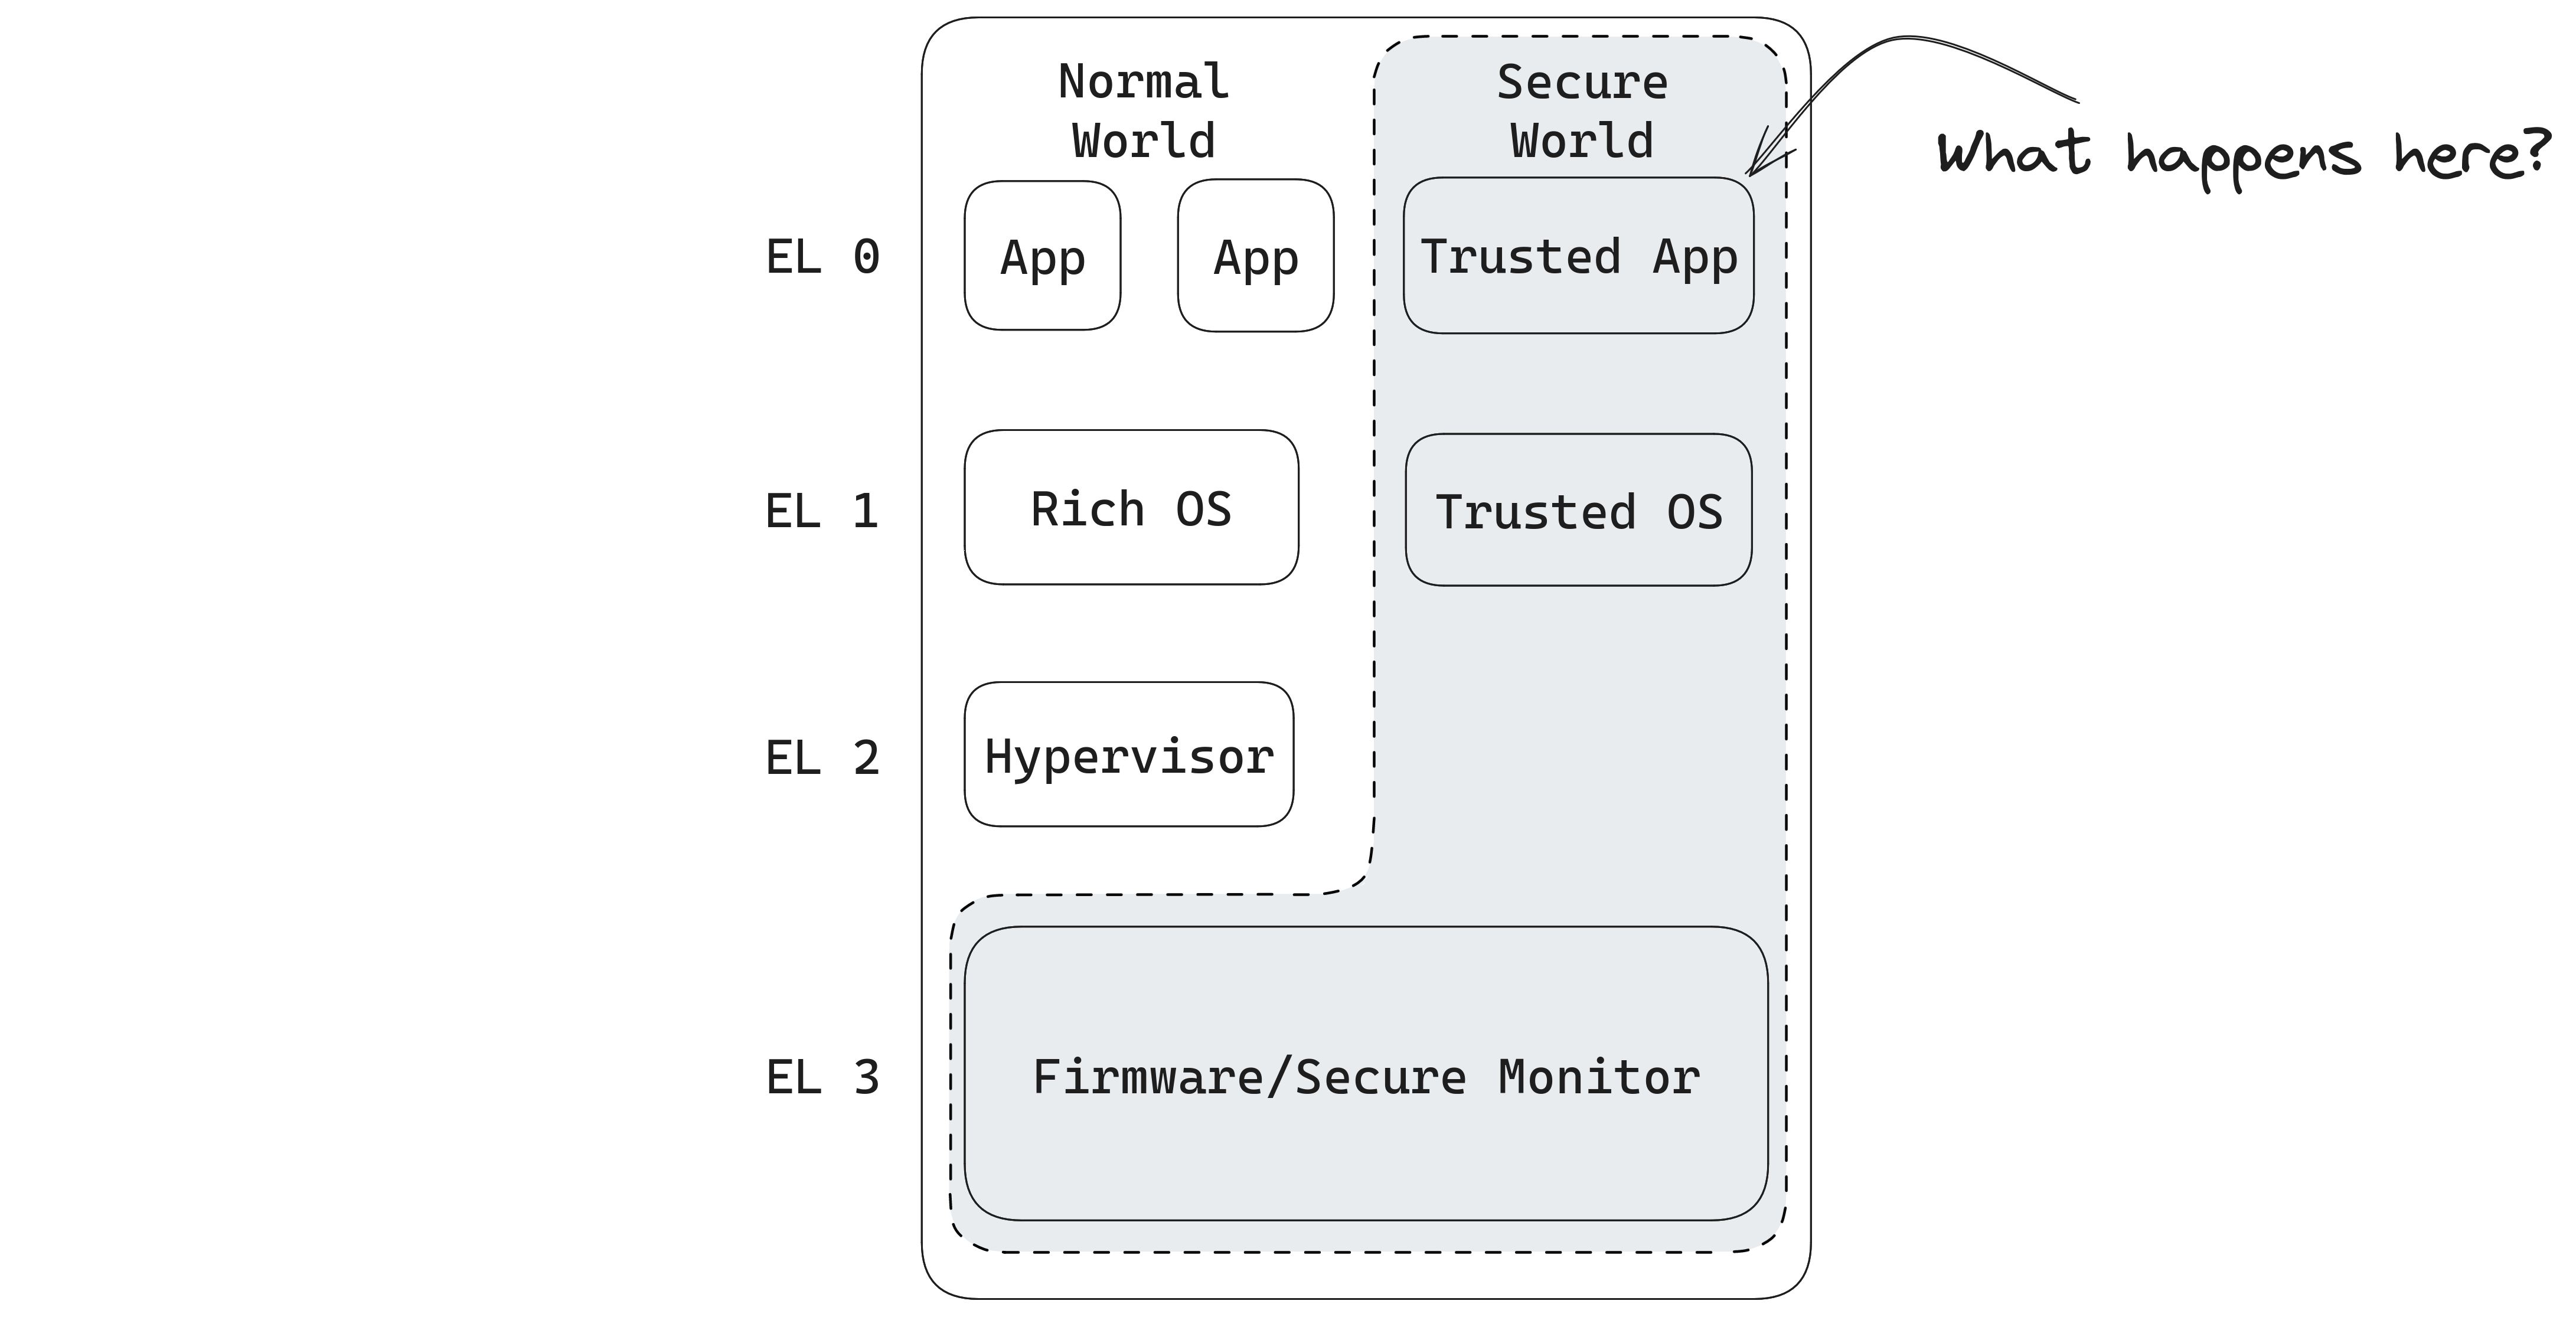 Normal
World
Secure
World
What happens here?
EL 0
App
App
Trusted App
EL 1
Rich OS
Trusted OS
EL 2
Hypervisor
EL 3
Firmware/Secure Monitor